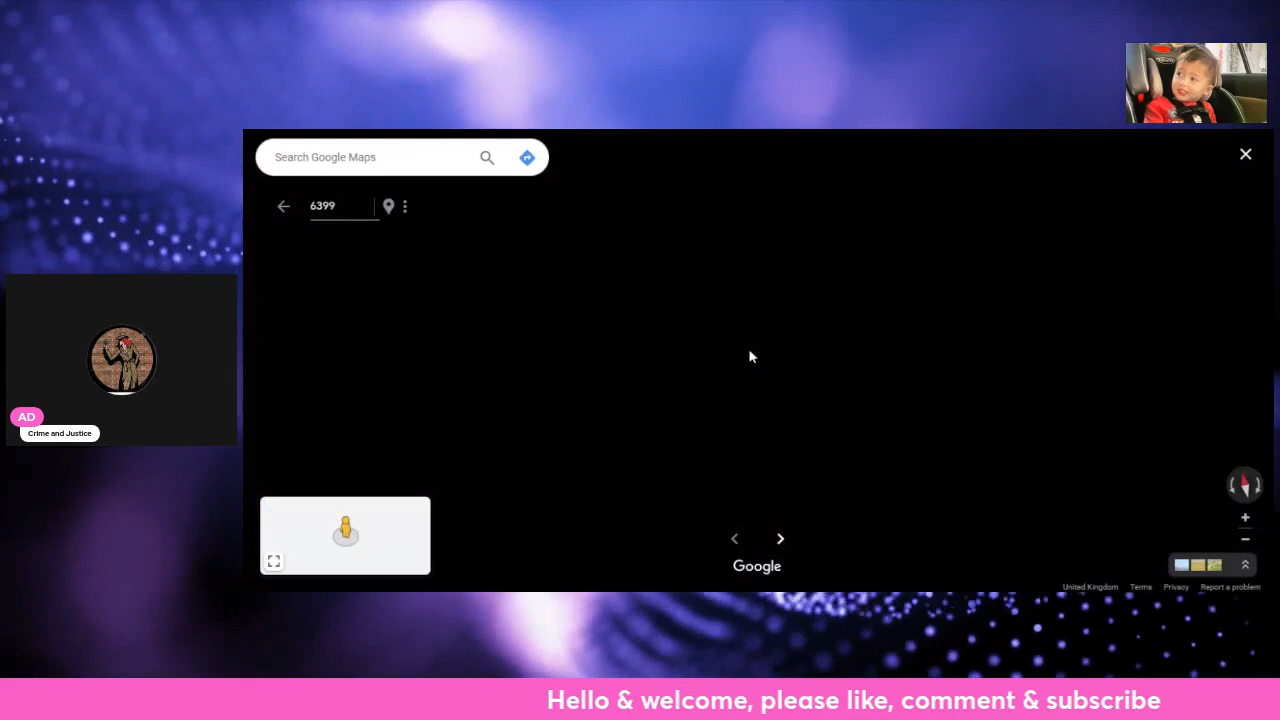 Search Google Maps
6399
AD
Crime and Justice
Google
United Kingdom Terms Privacy Report a problem
Hello & welcome, please like, comment & subscribe